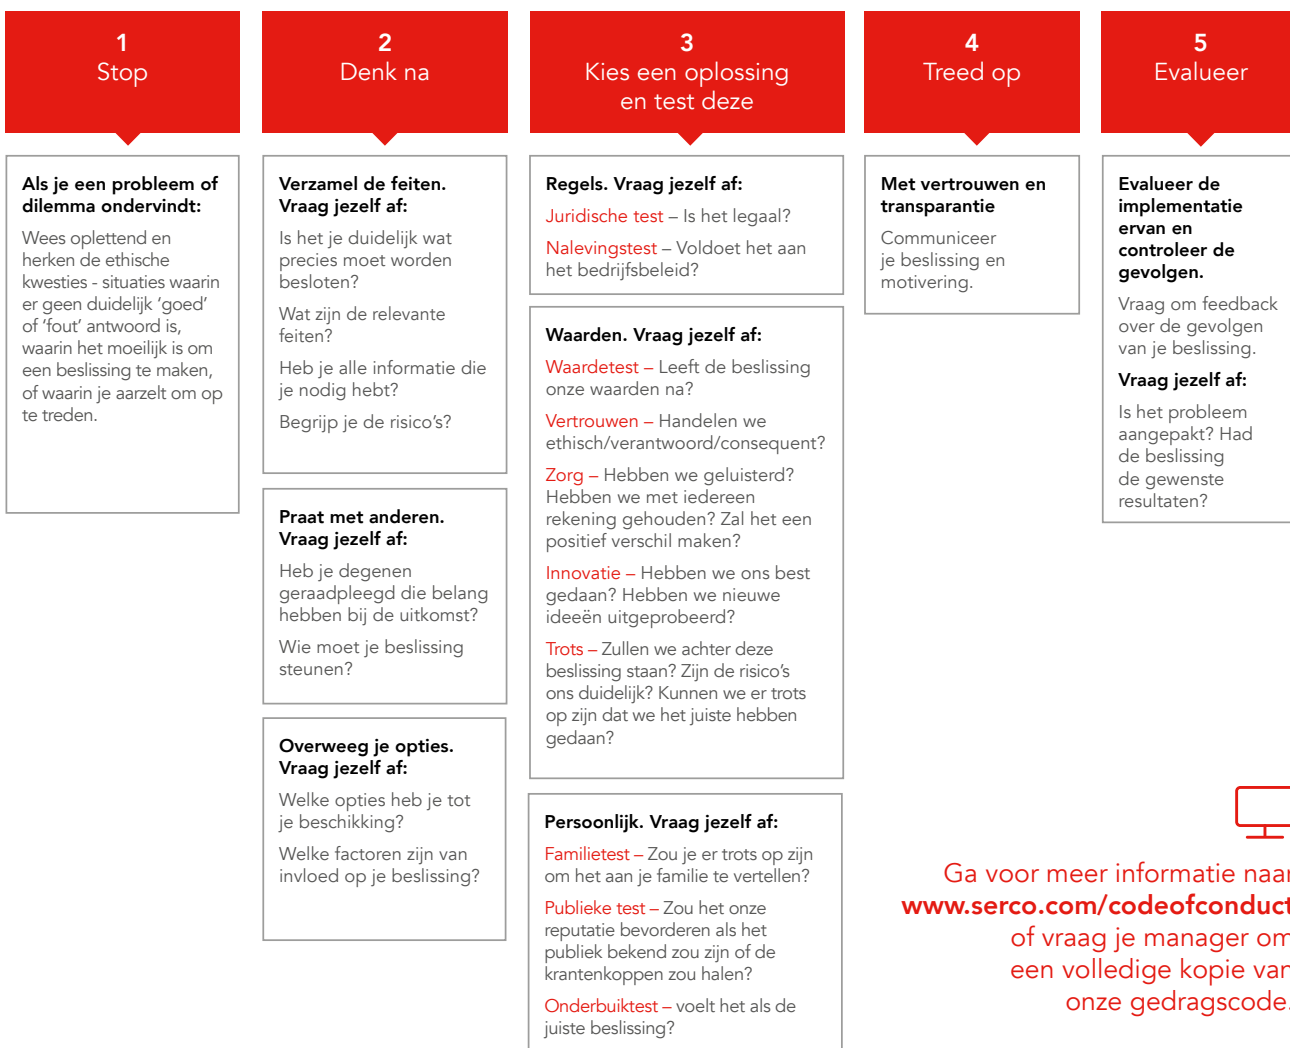 1
Stop
Als je een probleem of
dilemma ondervindt:
Wees oplettend en
herken de ethische
kwesties - situaties waarin
er geen duidelijk ‘goed’
of ‘fout’ antwoord is,
waarin het moeilijk is om
een beslissing te maken,
of waarin je aarzelt om op
te treden.
2
Denk na
Verzamel de feiten.
Vraag jezelf af:
Is het je duidelijk wat
precies moet worden
besloten?
Wat zijn de relevante
feiten?
Heb je alle informatie die
je nodig hebt?
Begrijp je de risico’s?
Praat met anderen.
Vraag jezelf af:
Heb je degenen
geraadpleegd die belang
hebben bij de uitkomst?
Wie moet je beslissing
steunen?
Overweeg je opties.
Vraag jezelf af:
Welke opties heb je tot
je beschikking?
Welke factoren zijn van
invloed op je beslissing?
3
Kies een oplossing
en test deze
Regels. Vraag jezelf af:
Juridische test – Is het legaal?
Nalevingstest – Voldoet het aan
het bedrijfsbeleid?
Waarden. Vraag jezelf af:
Waardetest – Leeft de beslissing
onze waarden na?
Vertrouwen – Handelen we
ethisch/verantwoord/consequent?
Zorg – Hebben we geluisterd?
Hebben we met iedereen
rekening gehouden? Zal het een
positief verschil maken?
Innovatie – Hebben we ons best
gedaan? Hebben we nieuwe
ideeën uitgeprobeerd?
Trots – Zullen we achter deze
beslissing staan? Zijn de risico’s
ons duidelijk? Kunnen we er trots
op zijn dat we het juiste hebben
gedaan?
Persoonlijk. Vraag jezelf af:
Familietest – Zou je er trots op zijn
om het aan je familie te vertellen?
Publieke test – Zou het onze
reputatie bevorderen als het
publiek bekend zou zijn of de
krantenkoppen zou halen?
Onderbuiktest – voelt het als de
juiste beslissing?
4
Treed op
Met vertrouwen en
transparantie
Communiceer
je beslissing en
motivering.
5
Evalueer
Evalueer de
implementatie
ervan en
controleer de
gevolgen.
Vraag om feedback
over de gevolgen
van je beslissing.
Vraag jezelf af:
Is het probleem
aangepakt? Had
de beslissing
de gewenste
resultaten?
Ga voor meer informatie naar
www.serco.com/codeofconduct
of vraag je manager om
een volledige kopie van
onze gedragscode.